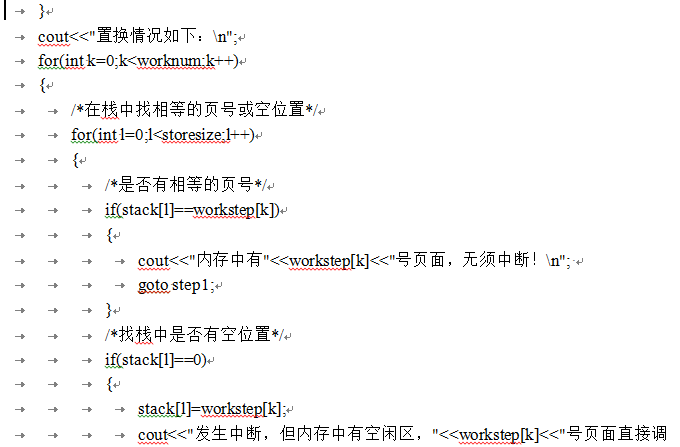 }
cout<<"置换情况如下：\n";
for(int k=0;k<worknum;k++)
{
/*在栈中找相等的页号或空位置*/
for(int l=0;l<storesize;l++)
{
/*是否有相等的页号*/
if(stack[l]==workstep[k])
{
cout<<"内存中有"<<workstep[k]<<"号页面，无须中断！\n";
goto step1;
}
/*找栈中是否有空位置*/
if(stack[l]==0)
{
stack[l]=workstep[k];
cout<<"发生中断，但内存中有空闲区，"<<workstep[k]<<"号页面直接调